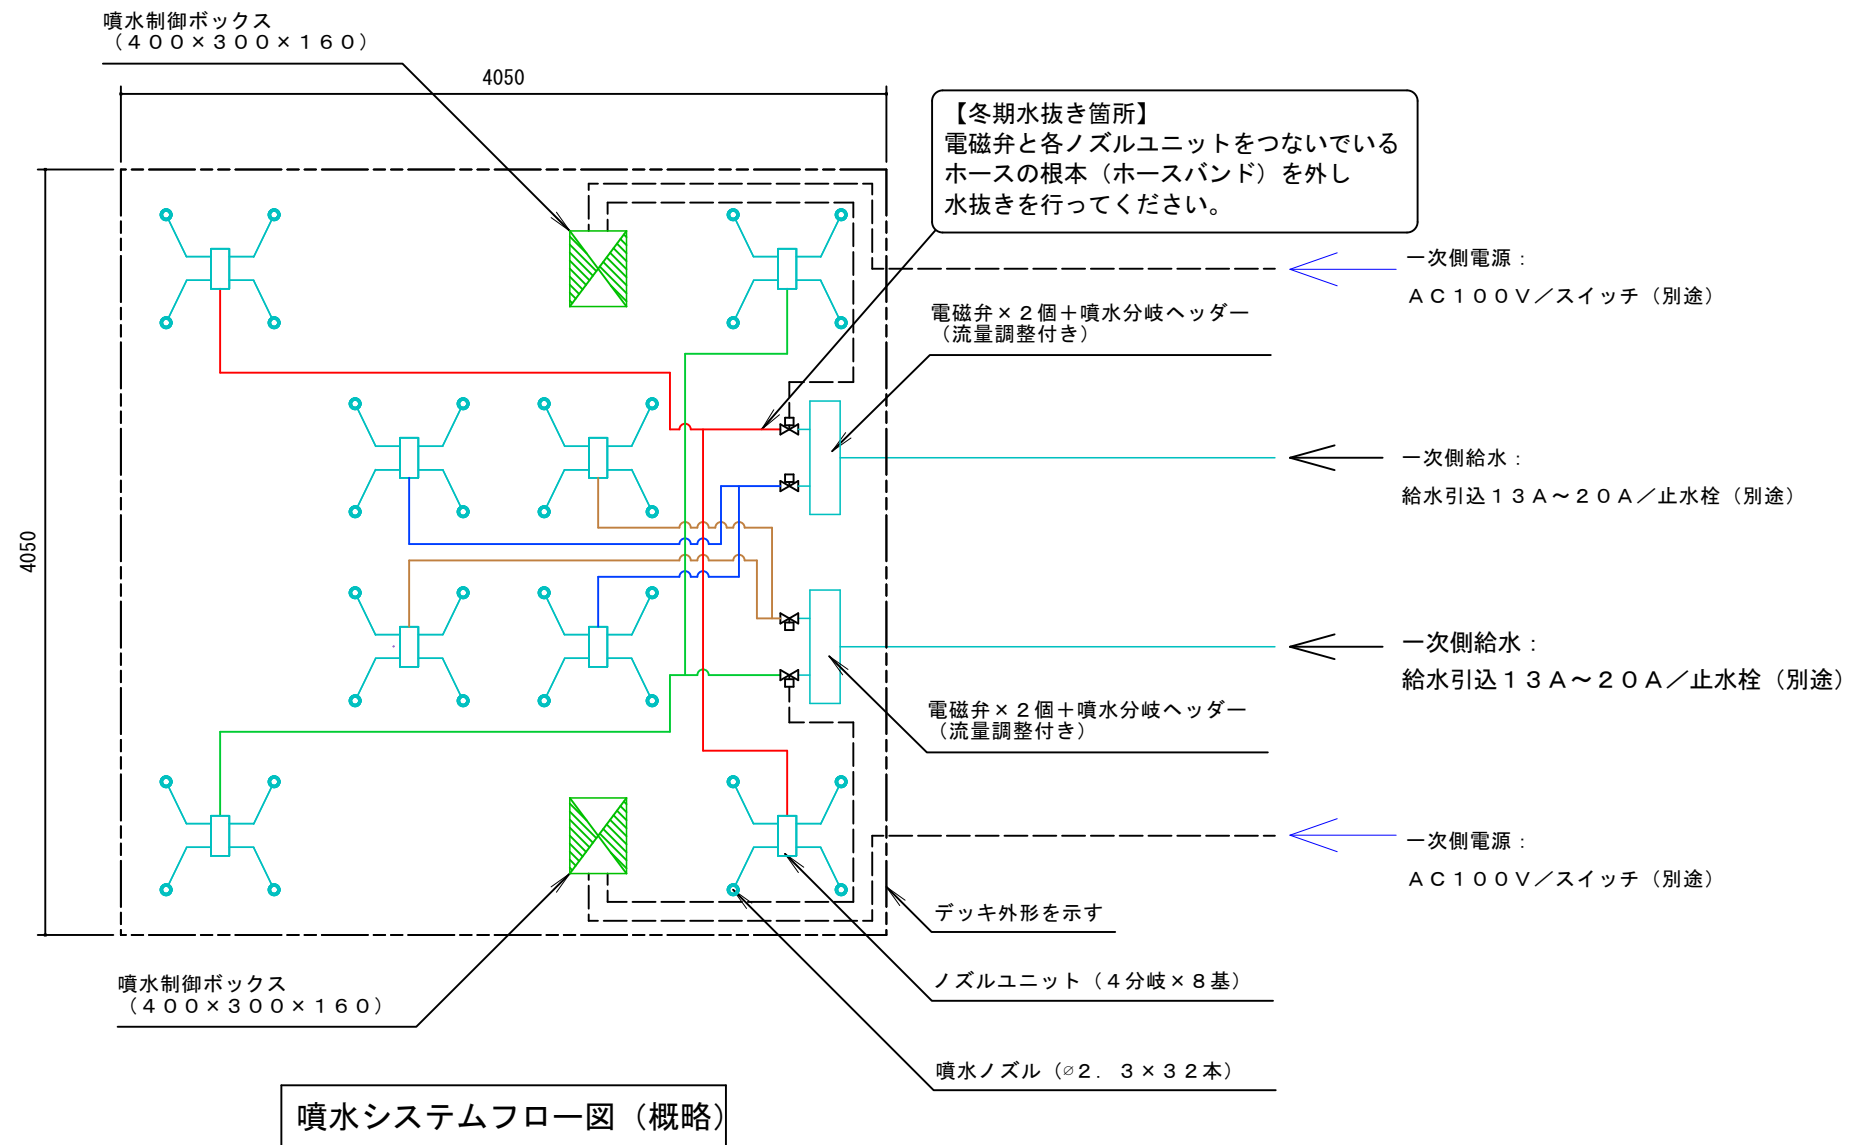 噴水制御ボックス
（４００×３００×１６０）
4050
【冬期水抜き箇所】
電磁弁と各ノズルユニットをつないでいる
ホースの根本（ホースバンド）を外し
水抜きを行ってください。
一次側電源：
ＡＣ１００Ｖ／スイッチ（別途）
電磁弁×２個＋噴水分岐ヘッダー
（流量調整付き）
一次側給水：
給水引込１３Ａ～２０Ａ／止水栓（別途）
4050
一次側給水：
給水引込１３Ａ～２０Ａ／止水栓（別途）
電磁弁×２個＋噴水分岐ヘッダー
（流量調整付き）
一次側電源：
ＡＣ１００Ｖ／スイッチ（別途）
デッキ外形を示す
噴水制御ボックス
（４００×３００×１６０）
ノズルユニット（４分岐×８基）
噴水ノズル（∅２．３×３２本）
噴水システムフロー図（概略）